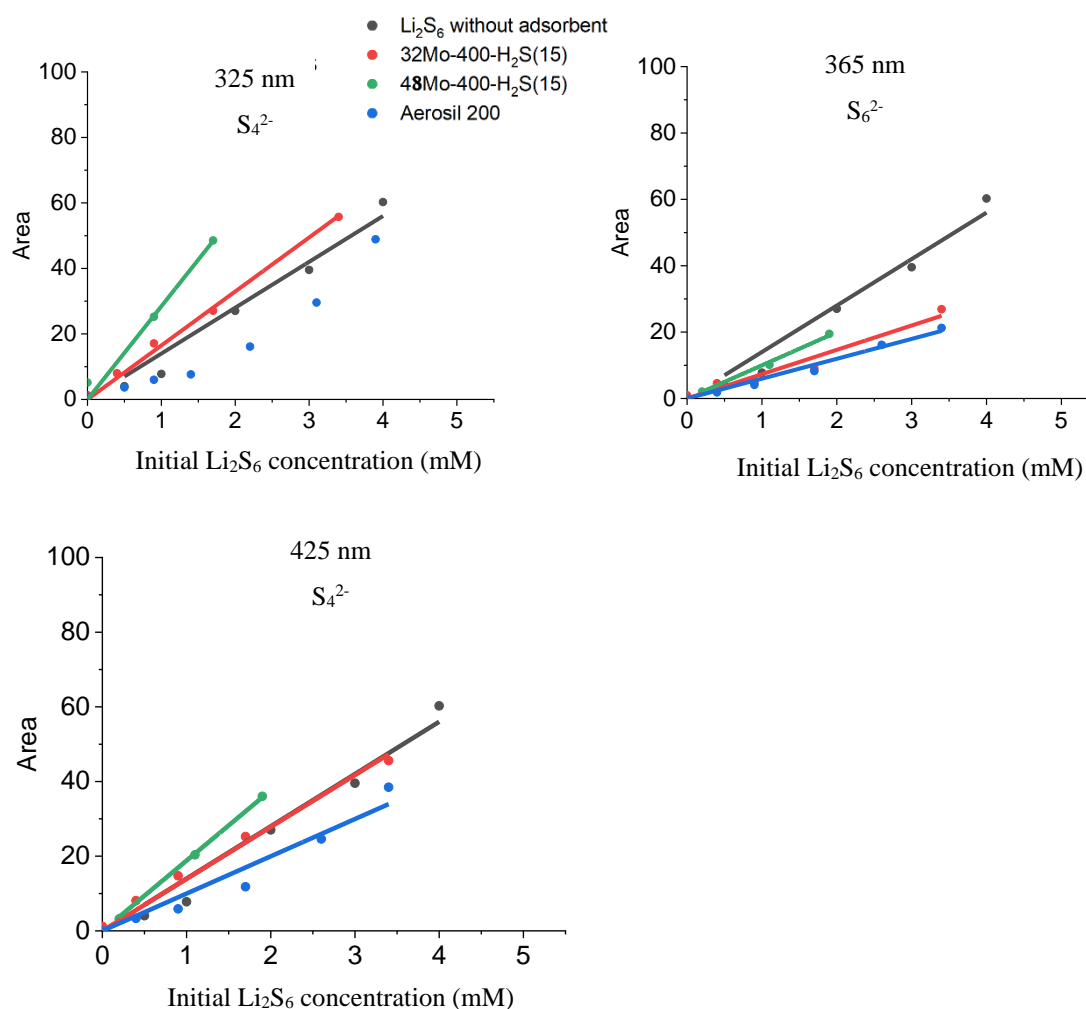 Li₂S₆ without adsorbent
32Mo-400-H₂S(15)
48Mo-400-H₂S(15)
Aerosil 200
325 nm
S₄²⁻
100
80
60
40
20
0
Area
0 1 2 3 4 5
Initial Li₂S₆ concentration (mM)
365 nm
S₆²⁻
100
80
60
40
20
0
Area
0 1 2 3 4 5
Initial Li₂S₆ concentration (mM)
425 nm
S₄²⁻
100
80
60
40
20
0
Area
0 1 2 3 4 5
Initial Li₂S₆ concentration (mM)